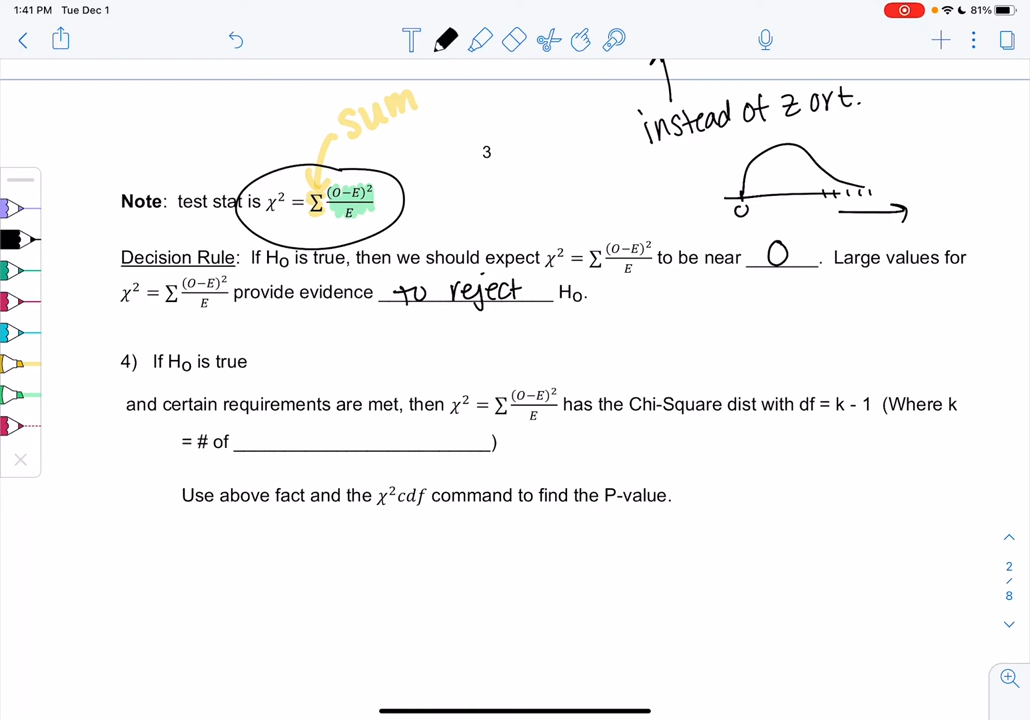 1:41 PM Tue Dec 1
81%
instead of z or t.
sum
3
Note: test stat is χ² = Σ (O−E)²/E
0
Decision Rule: If H₀ is true, then we should expect χ² = Σ (O−E)²/E to be near 0. Large values for
χ² = Σ (O−E)²/E provide evidence to reject H₀.
4) If H₀ is true
and certain requirements are met, then χ² = Σ (O−E)²/E has the Chi-Square dist with df = k - 1 (Where k
= # of ____________________)
Use above fact and the χ²cdf command to find the P-value.
2
/
8